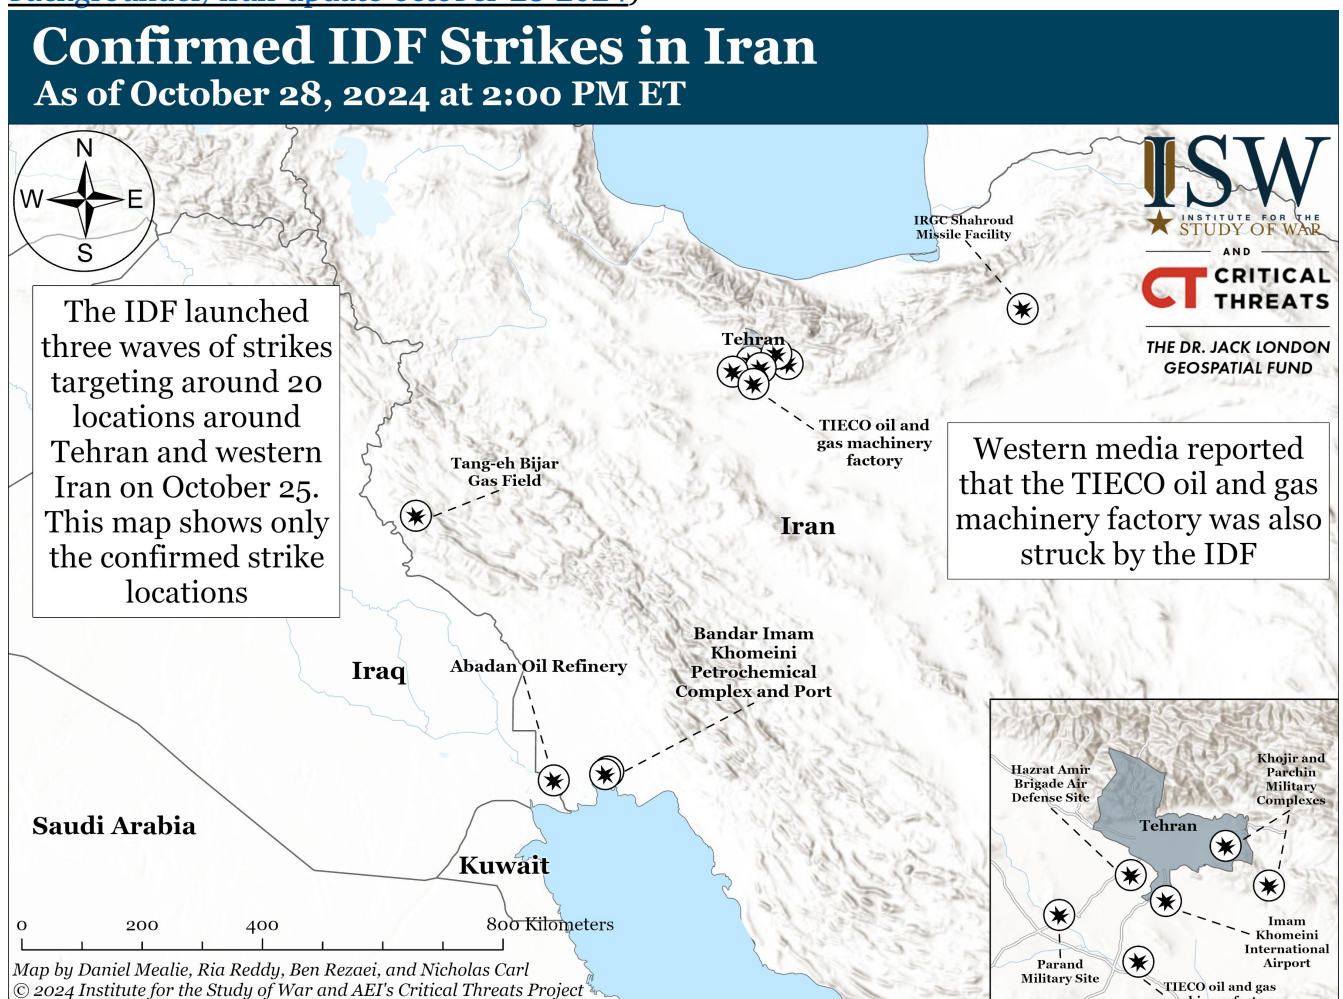 Confirmed IDF Strikes in Iran
As of October 28, 2024 at 2:00 PM ET
N
W
E
S
ISW
INSTITUTE FOR THE
STUDY OF WAR
AND
CT CRITICAL
THREATS
THE DR. JACK LONDON
GEOSPATIAL FUND
IRGC Shahroud
Missile Facility
The IDF launched
three waves of strikes
targeting around 20
locations around
Tehran and western
Iran on October 25.
This map shows only
the confirmed strike
locations
Tehran
TIECO oil and
gas machinery
factory
Western media reported
that the TIECO oil and gas
machinery factory was also
struck by the IDF
Tang-eh Bijar
Gas Field
Iran
Iraq
Abadan Oil Refinery
Bandar Imam
Khomeini
Petrochemical
Complex and Port
Saudi Arabia
Kuwait
Hazrat Amir
Brigade Air
Defense Site
Khojir and
Parchin
Military
Complexes
Tehran
Imam
Khomeini
International
Airport
Parand
Military Site
TIECO oil and gas
0 200 400 800 Kilometers
Map by Daniel Mealie, Ria Reddy, Ben Rezaei, and Nicholas Carl
© 2024 Institute for the Study of War and AEI's Critical Threats Project